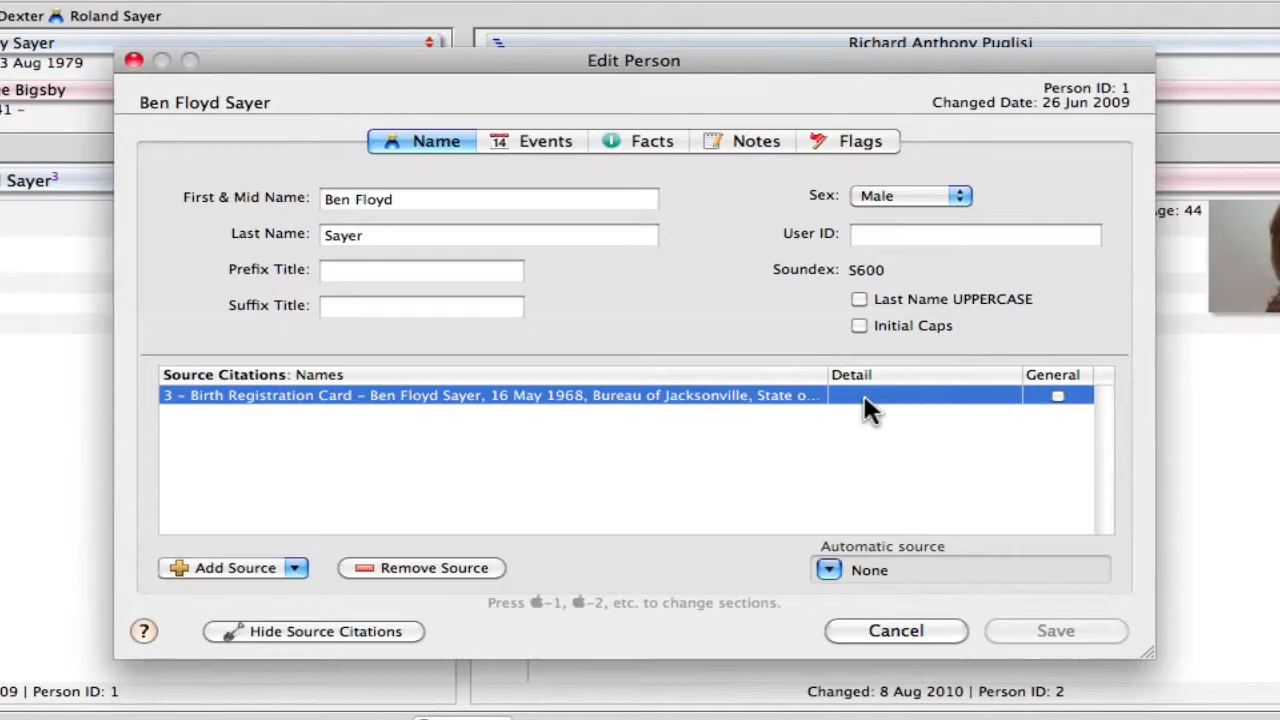 Dexter Roland Sayer
y Sayer
Richard Anthony Puglisi
3 Aug 1979
ee Bigsby
41 –
Sayer3
Age: 44
Edit Person
Ben Floyd Sayer
Person ID: 1
Changed Date: 26 Jun 2009
Name
14 Events
Facts
Notes
Flags
First & Mid Name: Ben Floyd
Sex: Male
Last Name: Sayer
User ID:
Prefix Title:
Soundex: S600
Suffix Title:
Last Name UPPERCASE
Initial Caps
Source Citations: Names
Detail
General
3 – Birth Registration Card – Ben Floyd Sayer, 16 May 1968, Bureau of Jacksonville, State o...
Automatic source
Add Source
Remove Source
None
Press -1, -2, etc. to change sections.
? Hide Source Citations
Cancel
Save
09 | Person ID: 1
Changed: 8 Aug 2010 | Person ID: 2